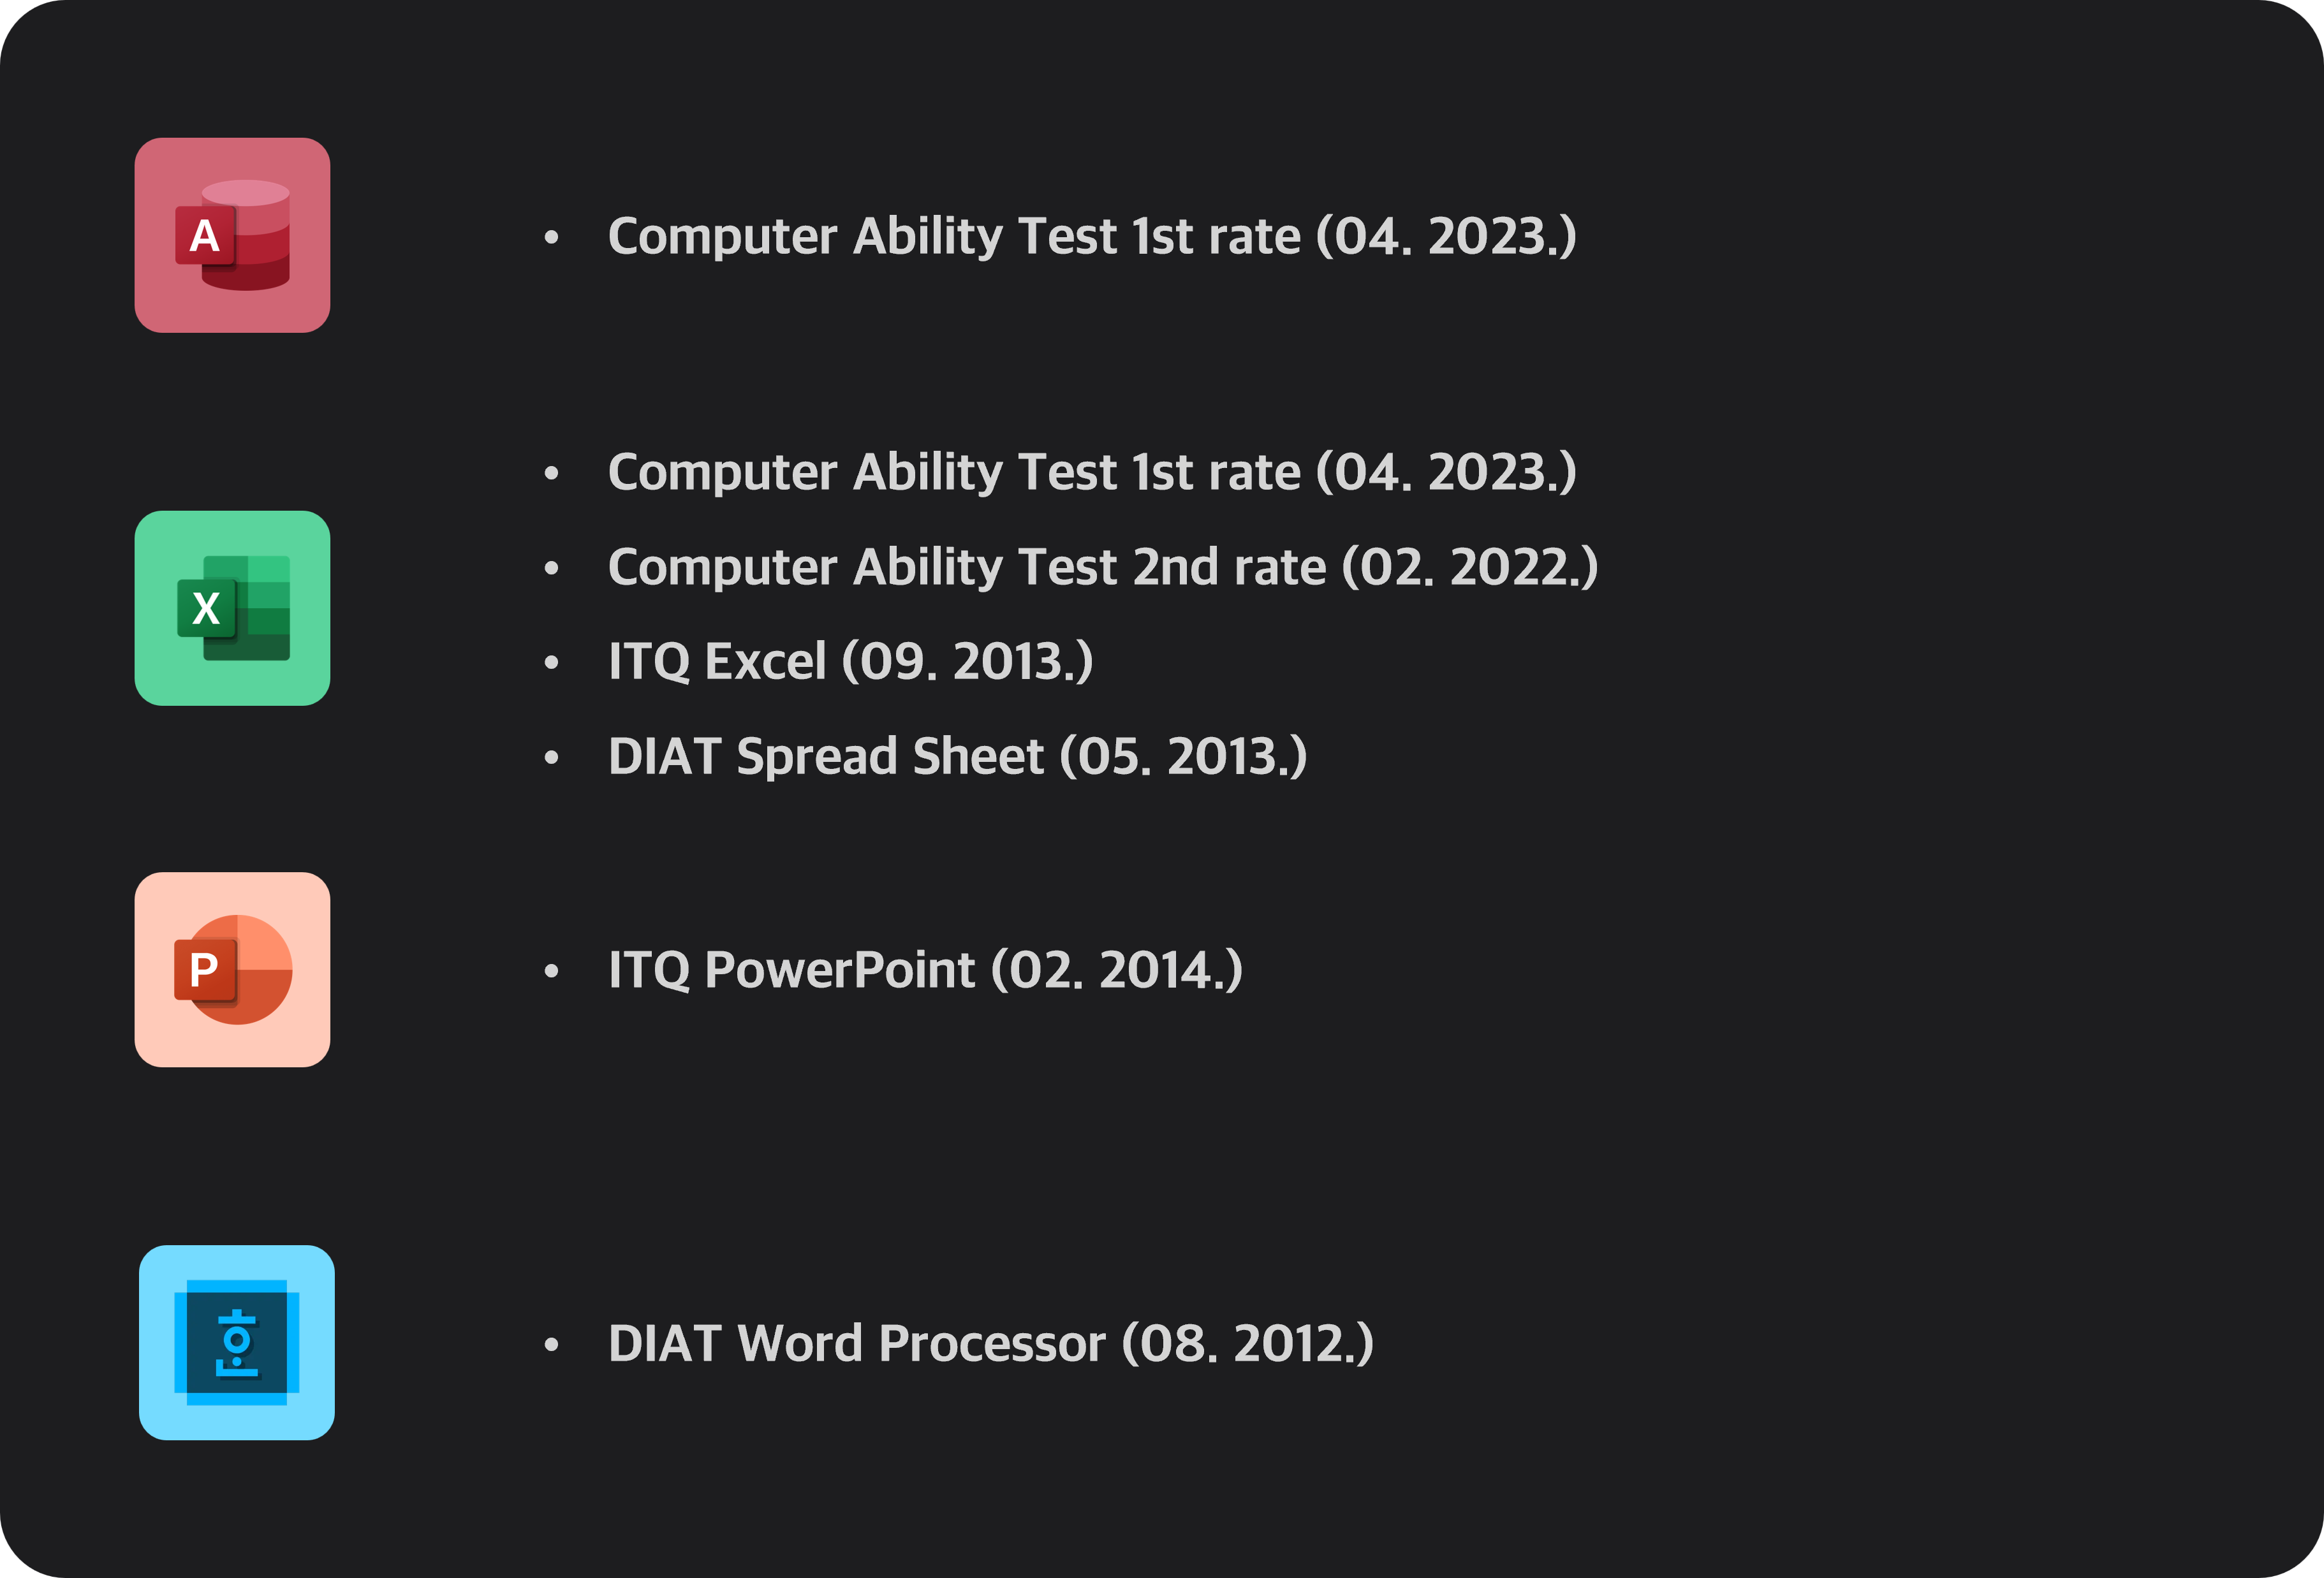 A
• Computer Ability Test 1st rate (04. 2023.)
• Computer Ability Test 1st rate (04. 2023.)
• Computer Ability Test 2nd rate (02. 2022.)
X
• ITQ Excel (09. 2013.)
• DIAT Spread Sheet (05. 2013.)
P
• ITQ PowerPoint (02. 2014.)
한
• DIAT Word Processor (08. 2012.)